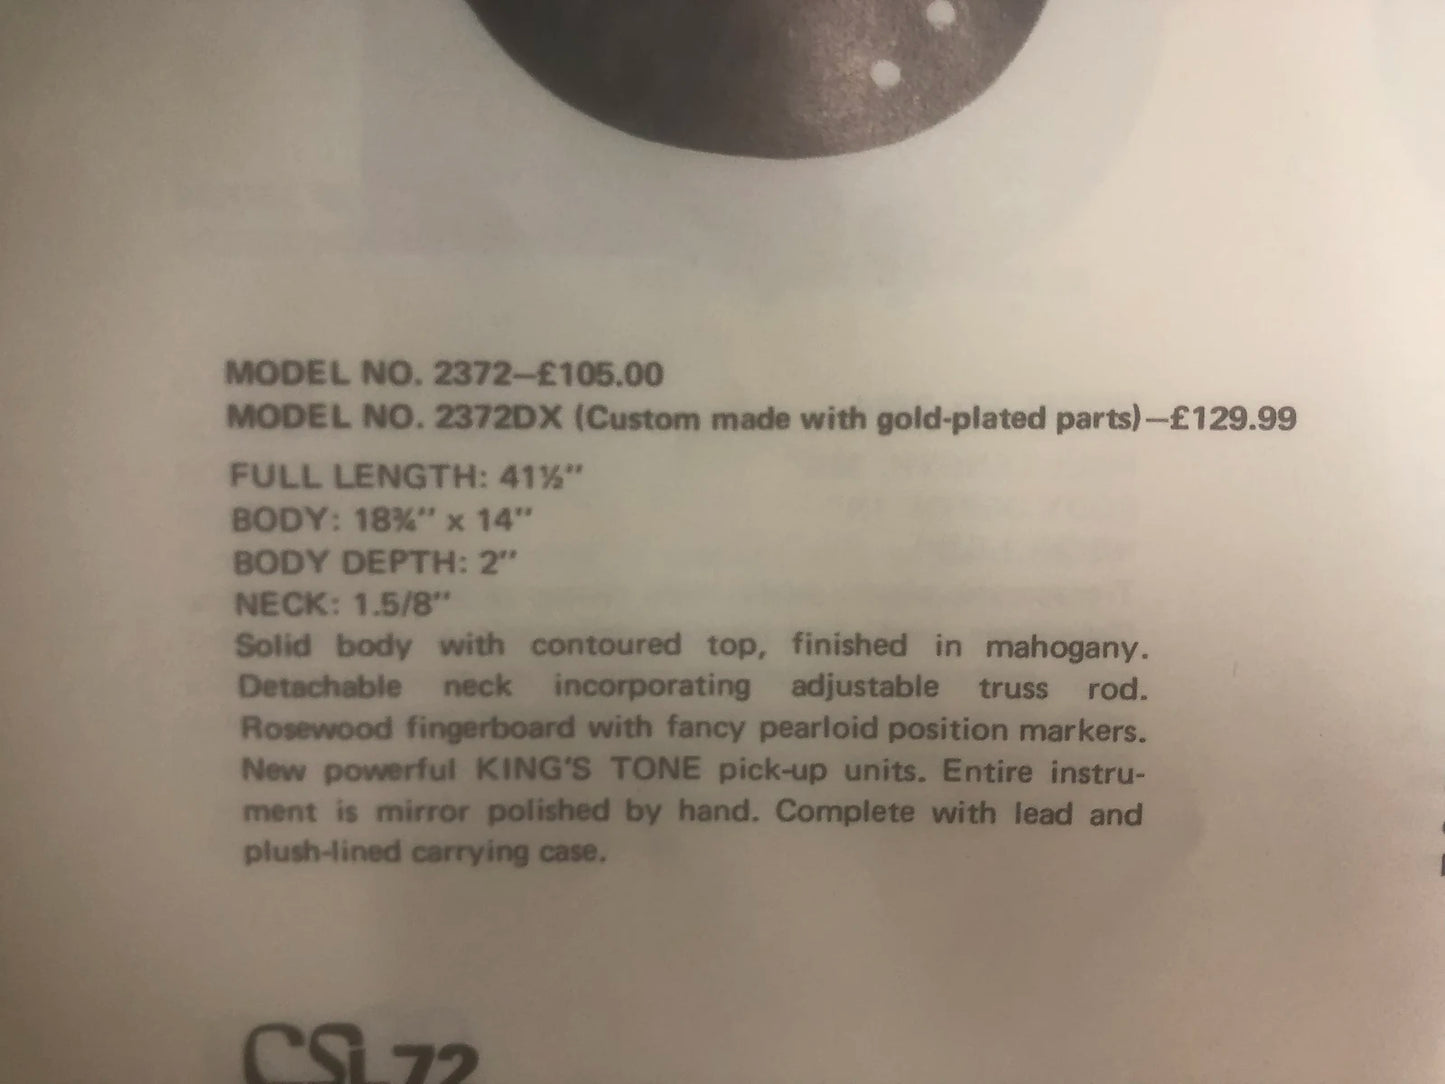 MODEL NO. 2372—£105.00
MODEL NO. 2372DX (Custom made with gold-plated parts)—£129.99
FULL LENGTH: 41½″
BODY: 18¾″ x 14″
BODY DEPTH: 2″
NECK: 1.5/8″
Solid body with contoured top, finished in mahogany.
Detachable neck incorporating adjustable truss rod.
Rosewood fingerboard with fancy pearloid position markers.
New powerful KING'S TONE pick-up units. Entire instru-
ment is mirror polished by hand. Complete with lead and
plush-lined carrying case.
CSL 72